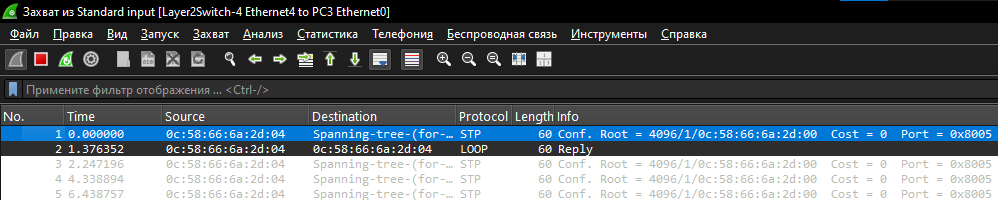 Захват из Standard input [Layer2Switch-4 Ethernet4 to PC3 Ethernet0]
Файл Правка Вид Запуск Захват Анализ Статистика Телефония Беспроводная связь Инструменты Справка
Примените фильтр отображения ... <Ctrl-/>
No. Time Source Destination Protocol Length Info
1 0.000000 0c:58:66:6a:2d:04 Spanning-tree-(for-… STP 60 Conf. Root = 4096/1/0c:58:66:6a:2d:00 Cost = 0 Port = 0x8005
2 1.376352 0c:58:66:6a:2d:04 0c:58:66:6a:2d:04 LOOP 60 Reply
3 2.247196 0c:58:66:6a:2d:04 Spanning-tree-(for-… STP 60 Conf. Root = 4096/1/0c:58:66:6a:2d:00 Cost = 0 Port = 0x8005
4 4.338894 0c:58:66:6a:2d:04 Spanning-tree-(for-… STP 60 Conf. Root = 4096/1/0c:58:66:6a:2d:00 Cost = 0 Port = 0x8005
5 6.438757 0c:58:66:6a:2d:04 Spanning-tree-(for-… STP 60 Conf. Root = 4096/1/0c:58:66:6a:2d:00 Cost = 0 Port = 0x8005